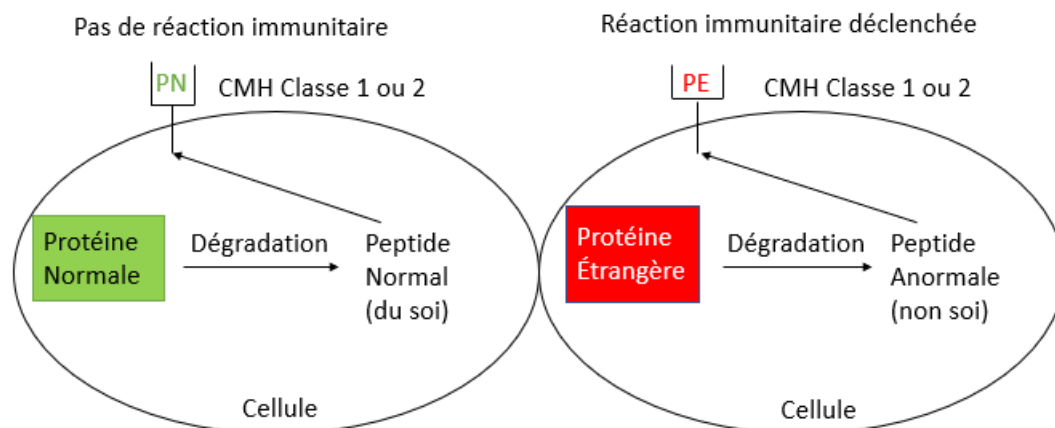 Pas de réaction immunitaire
PN
CMH Classe 1 ou 2
Protéine
Normale
Dégradation
Peptide
Normal
(du soi)
Cellule
Réaction immunitaire déclenchée
PE
CMH Classe 1 ou 2
Protéine
Étrangère
Dégradation
Peptide
Anormale
(non soi)
Cellule